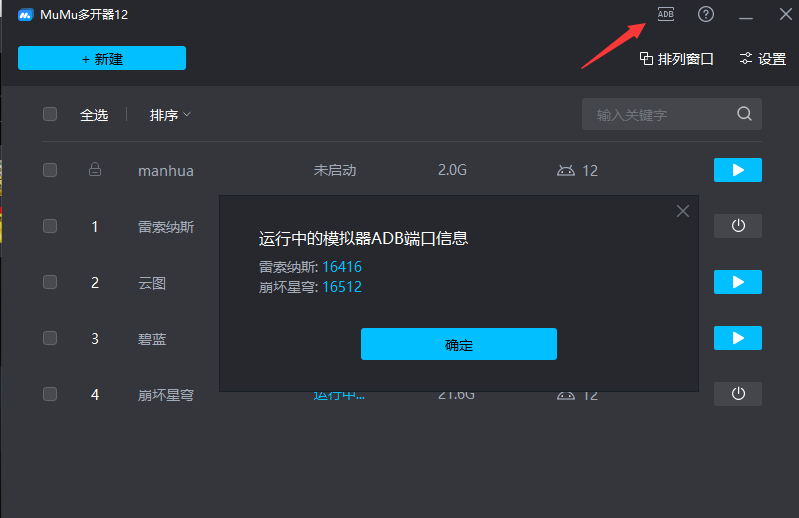 MuMu多开器12
ADB
+ 新建
排列窗口
设置
全选
排序
输入关键字
manhua 未启动 2.0G 12
1 雷索纳斯
2 云图
3 碧蓝
4 崩坏星穹 运行中... 21.6G 12
运行中的模拟器ADB端口信息
雷索纳斯: 16416
崩坏星穹: 16512
确定